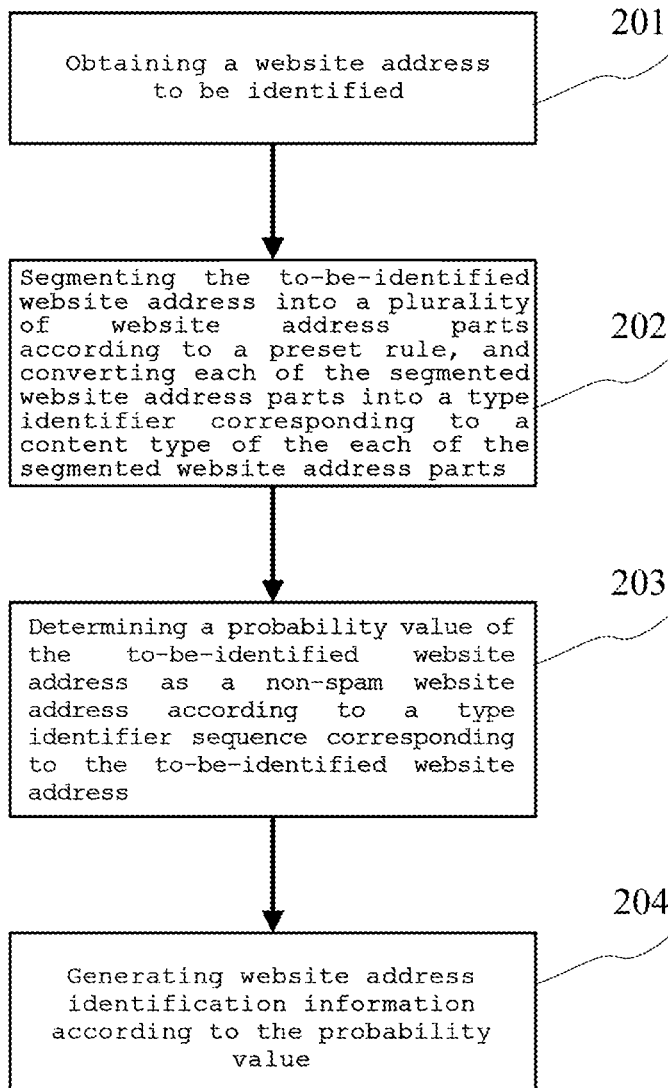 201
Obtaining a website address
to be identified
202
Segmenting the to-be-identified
website address into a plurality
of website address parts
according to a preset rule, and
converting each of the segmented
website address parts into a type
identifier corresponding to a
content type of the each of the
segmented website address parts
203
Determining a probability value of
the to-be-identified website
address as a non-spam website
address according to a type
identifier sequence corresponding
to the to-be-identified website
address
204
Generating website address
identification information
according to the probability
value